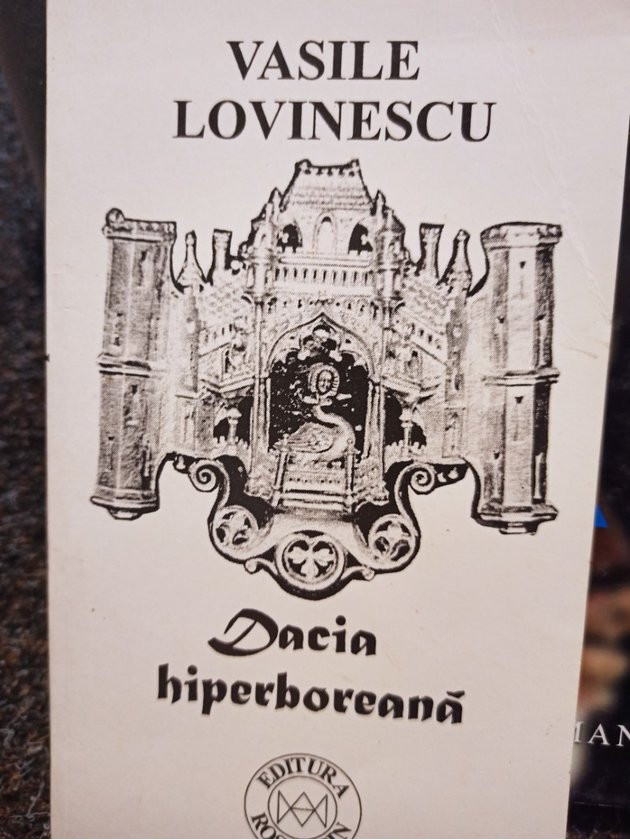 VASILE
LOVINESCU
Dacia
hiperboreană
EDITURA